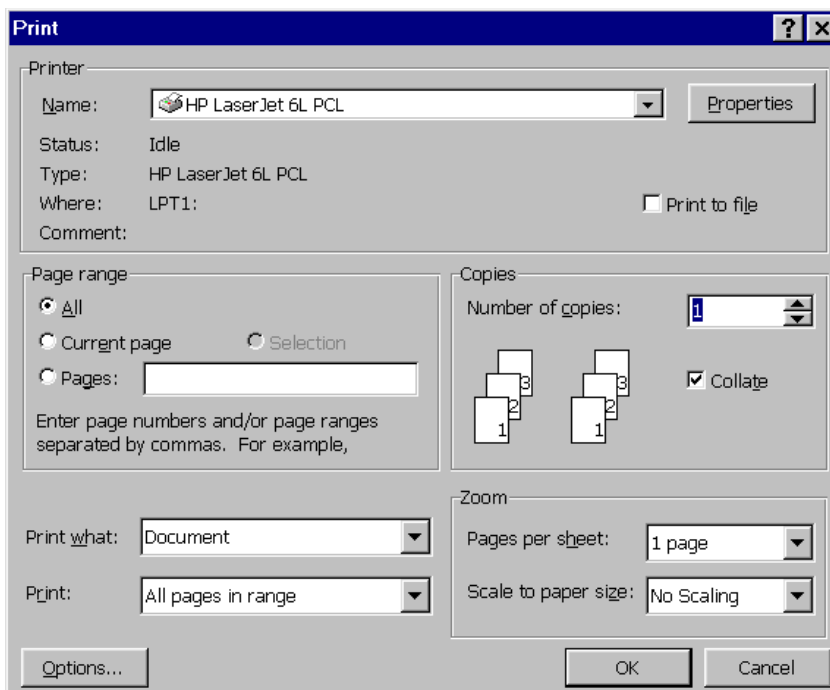 Print
Printer
Name: HP LaserJet 6L PCL Properties
Status: Idle
Type: HP LaserJet 6L PCL
Where: LPT1: Print to file
Comment:
Page range
All
Current page Selection
Pages:
Enter page numbers and/or page ranges
separated by commas. For example,
Copies
Number of copies: 1
1 2 3 1 2 3 Collate
Print what: Document
Print: All pages in range
Zoom
Pages per sheet: 1 page
Scale to paper size: No Scaling
Options... OK Cancel